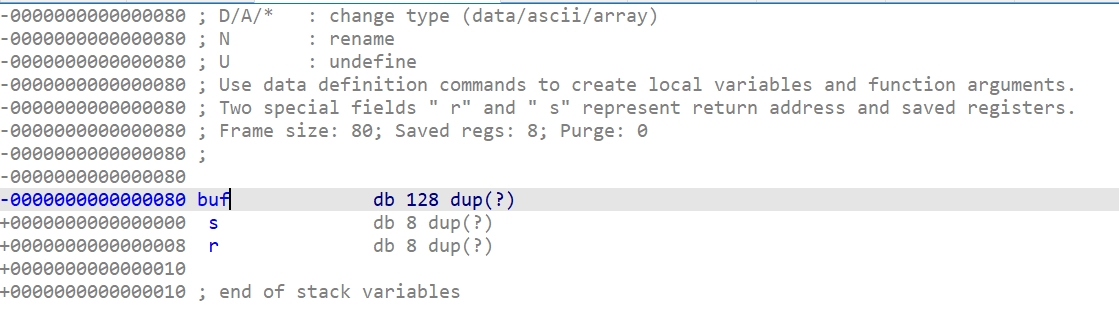 -0000000000000080 ; D/A/*   : change type (data/ascii/array)
-0000000000000080 ; N       : rename
-0000000000000080 ; U       : undefine
-0000000000000080 ; Use data definition commands to create local variables and function arguments.
-0000000000000080 ; Two special fields " r" and " s" represent return address and saved registers.
-0000000000000080 ; Frame size: 80; Saved regs: 8; Purge: 0
-0000000000000080 ;
-0000000000000080
-0000000000000080 buf             db 128 dup(?)
+0000000000000000  s              db 8 dup(?)
+0000000000000008  r              db 8 dup(?)
+0000000000000010
+0000000000000010 ; end of stack variables